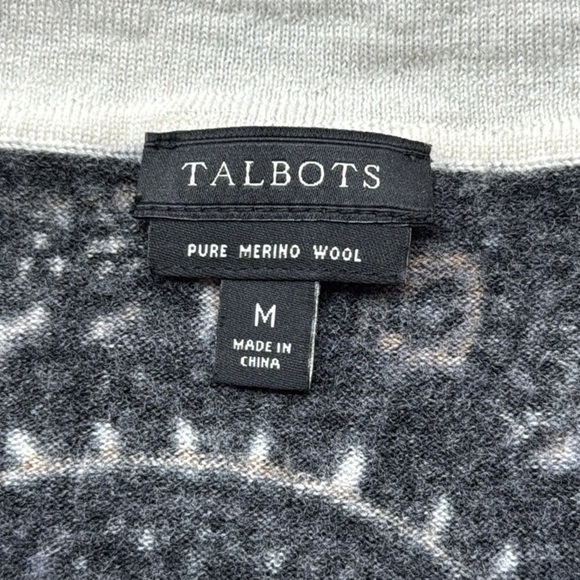 TALBOTS
PURE MERINO WOOL
M
MADE IN
CHINA